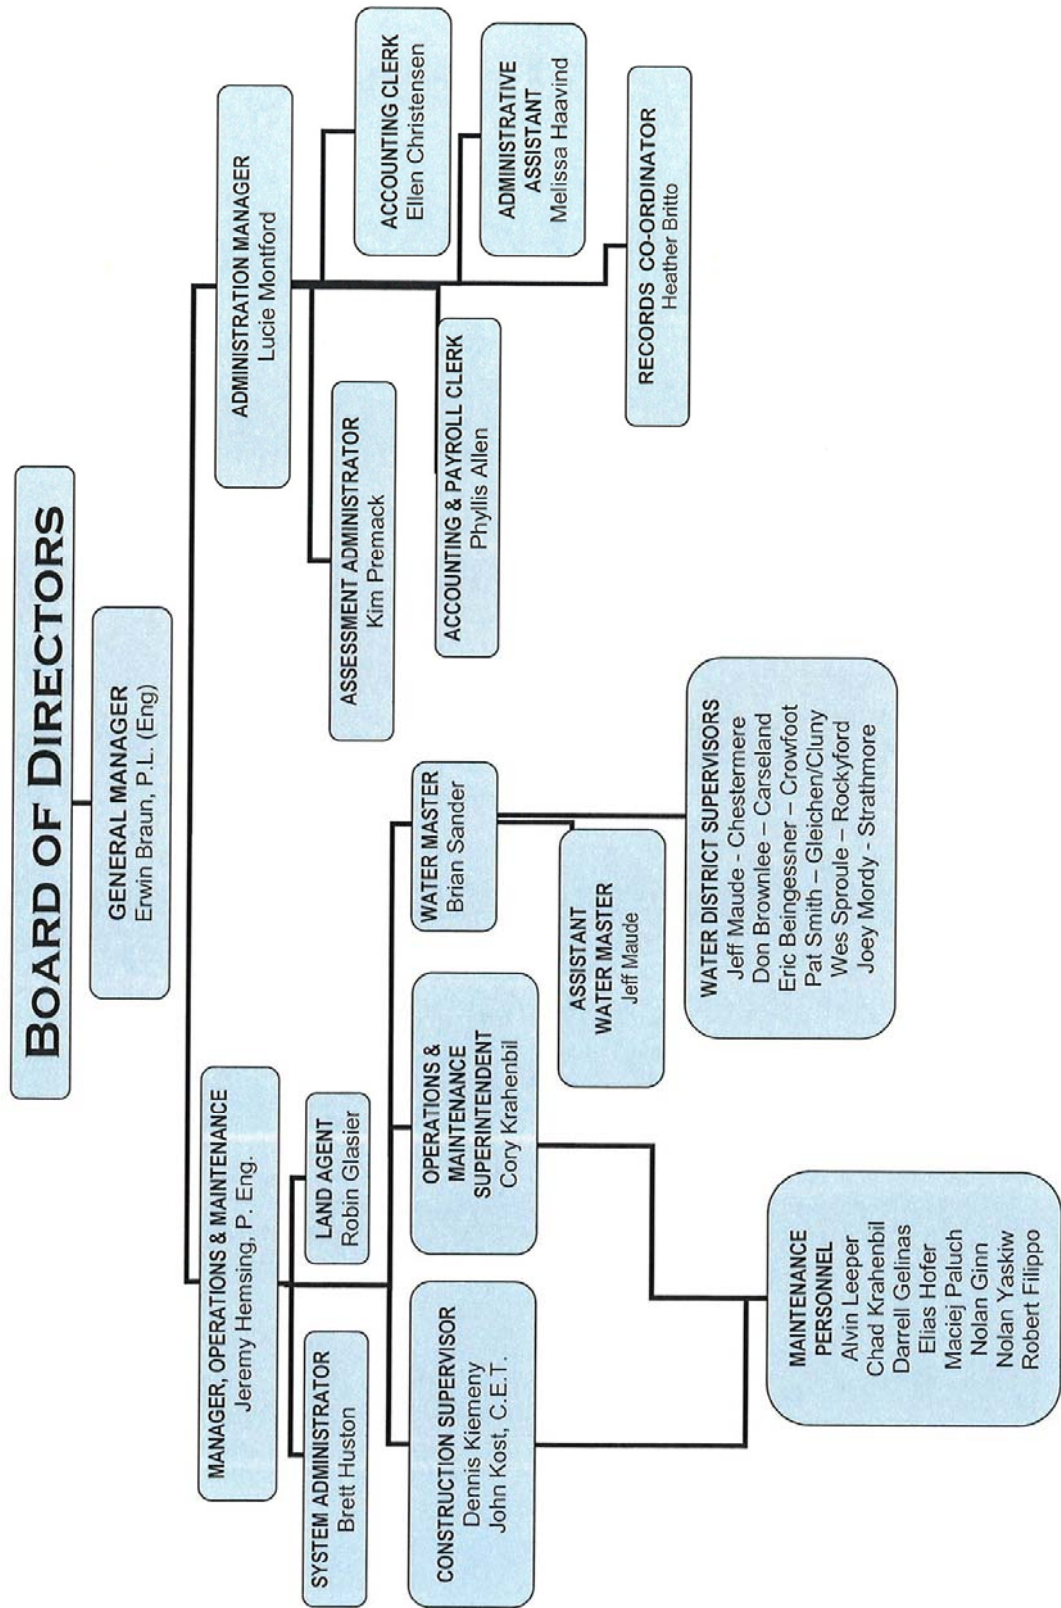 BOARD OF DIRECTORS
GENERAL MANAGER
Erwin Braun, P.L. (Eng)
MANAGER, OPERATIONS & MAINTENANCE
Jeremy Hemsing, P. Eng.
ADMINISTRATION MANAGER
Lucie Montford
SYSTEM ADMINISTRATOR
Brett Huston
LAND AGENT
Robin Glasier
ASSESSMENT ADMINISTRATOR
Kim Premack
ACCOUNTING CLERK
Ellen Christensen
CONSTRUCTION SUPERVISOR
Dennis Kiemeny
John Kost, C.E.T.
OPERATIONS &
MAINTENANCE
SUPERINTENDENT
Cory Krahenbil
WATER MASTER
Brian Sander
ACCOUNTING & PAYROLL CLERK
Phyllis Allen
ADMINISTRATIVE
ASSISTANT
Melissa Haavind
ASSISTANT
WATER MASTER
Jeff Maude
RECORDS CO-ORDINATOR
Heather Britto
WATER DISTRICT SUPERVISORS
Jeff Maude - Chestermere
Don Brownlee – Carseland
Eric Beingessner – Crowfoot
Pat Smith – Gleichen/Cluny
Wes Sproule – Rockyford
Joey Mordy - Strathmore
MAINTENANCE
PERSONNEL
Alvin Leeper
Chad Krahenbil
Darrell Gelinas
Elias Hofer
Maciej Paluch
Nolan Ginn
Nolan Yaskiw
Robert Filippo